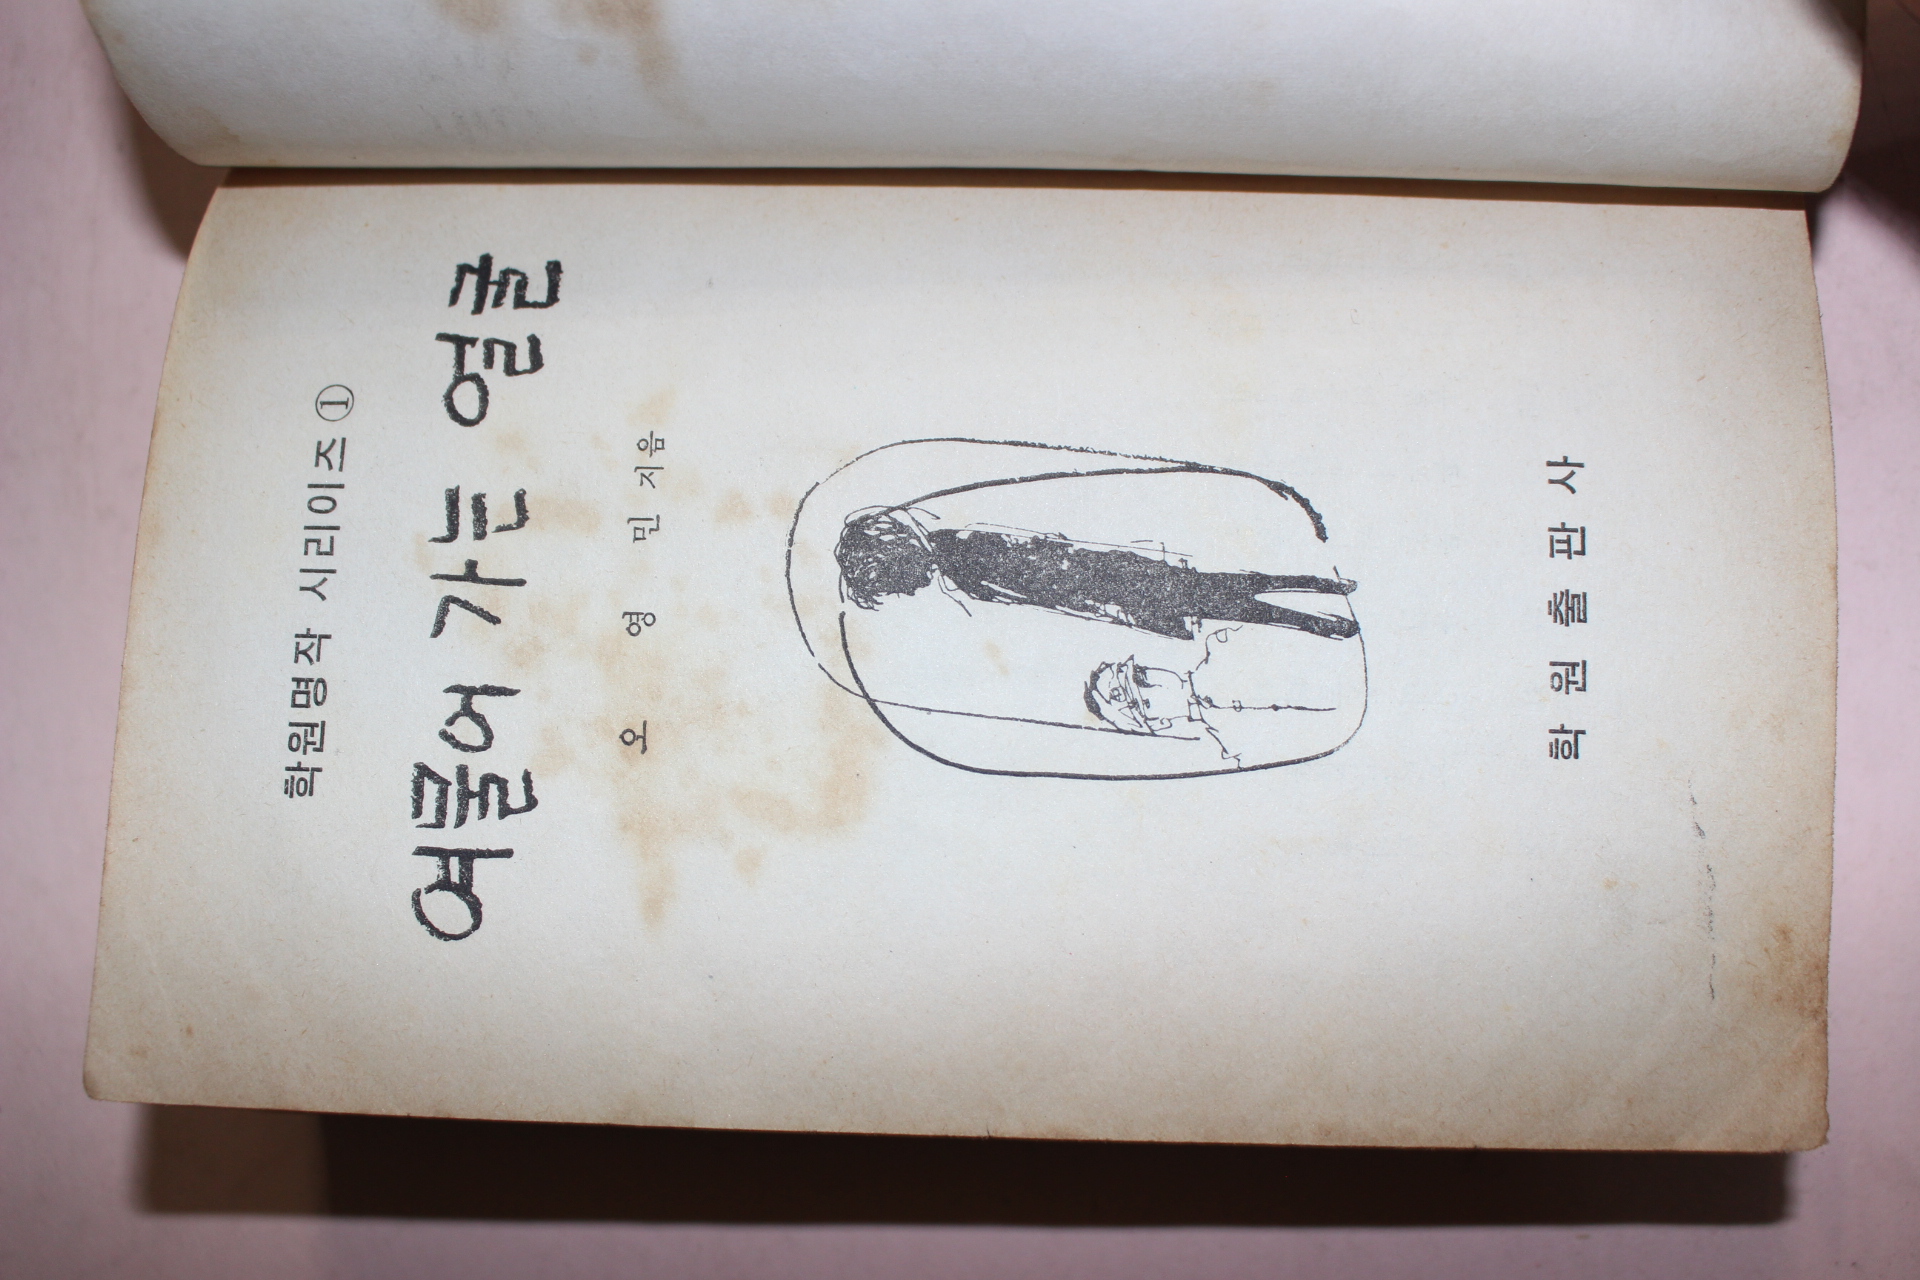 학원명작 시리이즈 ①
여물어 가는 열굴
오영민 지음
학원출판사